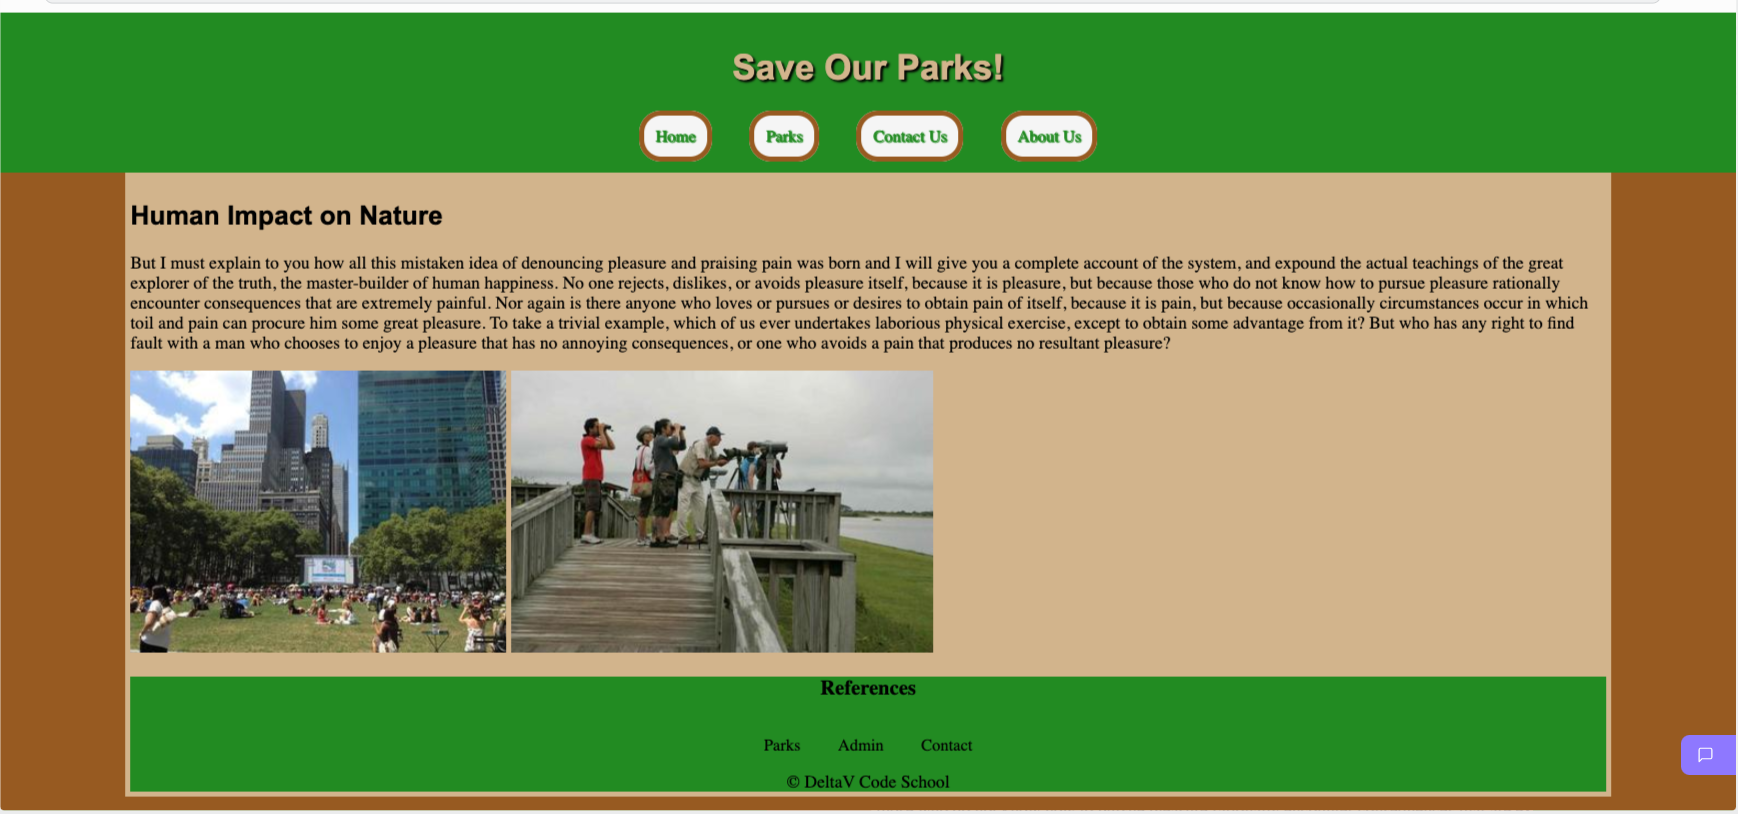 Save Our Parks!
Home Parks Contact Us About Us
Human Impact on Nature
But I must explain to you how all this mistaken idea of denouncing pleasure and praising pain was born and I will give you a complete account of the system, and expound the actual teachings of the great
explorer of the truth, the master-builder of human happiness. No one rejects, dislikes, or avoids pleasure itself, because it is pleasure, but because those who do not know how to pursue pleasure rationally
encounter consequences that are extremely painful. Nor again is there anyone who loves or pursues or desires to obtain pain of itself, because it is pain, but because occasionally circumstances occur in which
toil and pain can procure him some great pleasure. To take a trivial example, which of us ever undertakes laborious physical exercise, except to obtain some advantage from it? But who has any right to find
fault with a man who chooses to enjoy a pleasure that has no annoying consequences, or one who avoids a pain that produces no resultant pleasure?
References
Parks Admin Contact
© DeltaV Code School